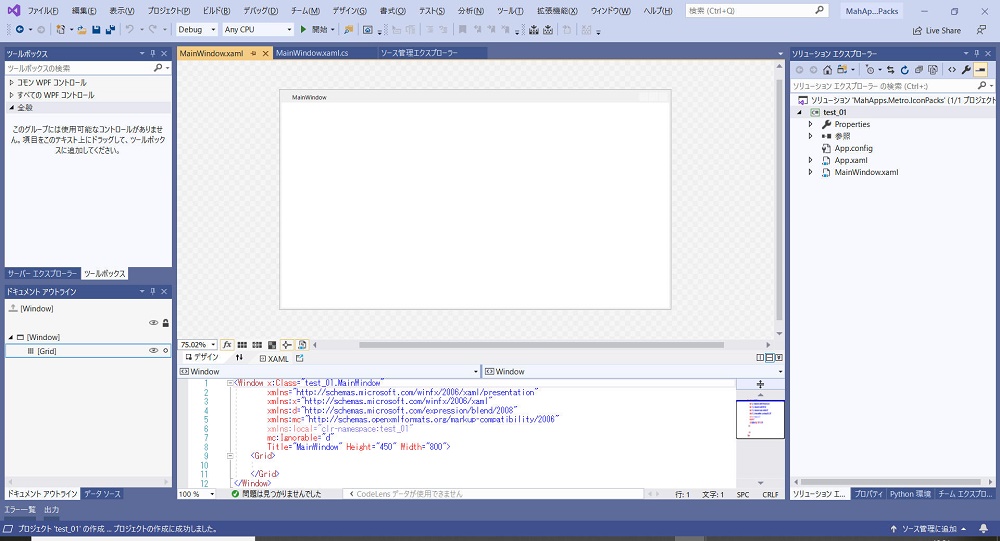 ファイル(F) 編集(E) 表示(V) プロジェクト(P) ビルド(B) デバッグ(D) チーム(M) デザイン(G) 書式(O) テスト(S) 分析(N) ツール(T) 拡張機能(X) ウィンドウ(W) ヘルプ(H) 検索 (Ctrl+Q) MahAp...Packs
Debug Any CPU 開始 Live Share
ツールボックス
ツールボックスの検索
コモン WPF コントロール
すべての WPF コントロール
全般
このグループには使用可能なコントロールがありませ
ん。項目をこのテキスト上にドラッグして、ツールボック
スに追加してください。
サーバー エクスプローラー ツールボックス
ドキュメント アウトライン
[Window]
[Window]
[Grid]
ドキュメント アウトライン データ ソース
MainWindow.xaml MainWindow.xaml.cs ソース管理エクスプローラー
MainWindow
75.02% fx
デザイン XAML
Window Window
1 <Window x:Class="test_01.MainWindow"
2 xmlns="http://schemas.microsoft.com/winfx/2006/xaml/presentation"
3 xmlns:x="http://schemas.microsoft.com/winfx/2006/xaml"
4 xmlns:d="http://schemas.microsoft.com/expression/blend/2008"
5 xmlns:mc="http://schemas.openxmlformats.org/markup-compatibility/2006"
6 xmlns:local="clr-namespace:test_01"
7 mc:Ignorable="d"
8 Title="MainWindow" Height="450" Width="800">
9 <Grid>
10
11 </Grid>
12 </Window>
100 % 問題は見つかりませんでした CodeLens データが使用できません 行: 1 文字: 1 SPC CRLF
ソリューション エクスプローラー
ソリューション エクスプローラー の検索 (Ctrl+:)
ソリューション 'MahApps.Metro.IconPacks' (1/1 プロジェクト
test_01
Properties
参照
App.config
App.xaml
MainWindow.xaml
ソリューション エ... プロパティ Python 環境 チーム エクスプロ...
エラー一覧 出力
プロジェクト 'test_01' の作成 ... プロジェクトの作成に成功しました。 ソース管理に追加